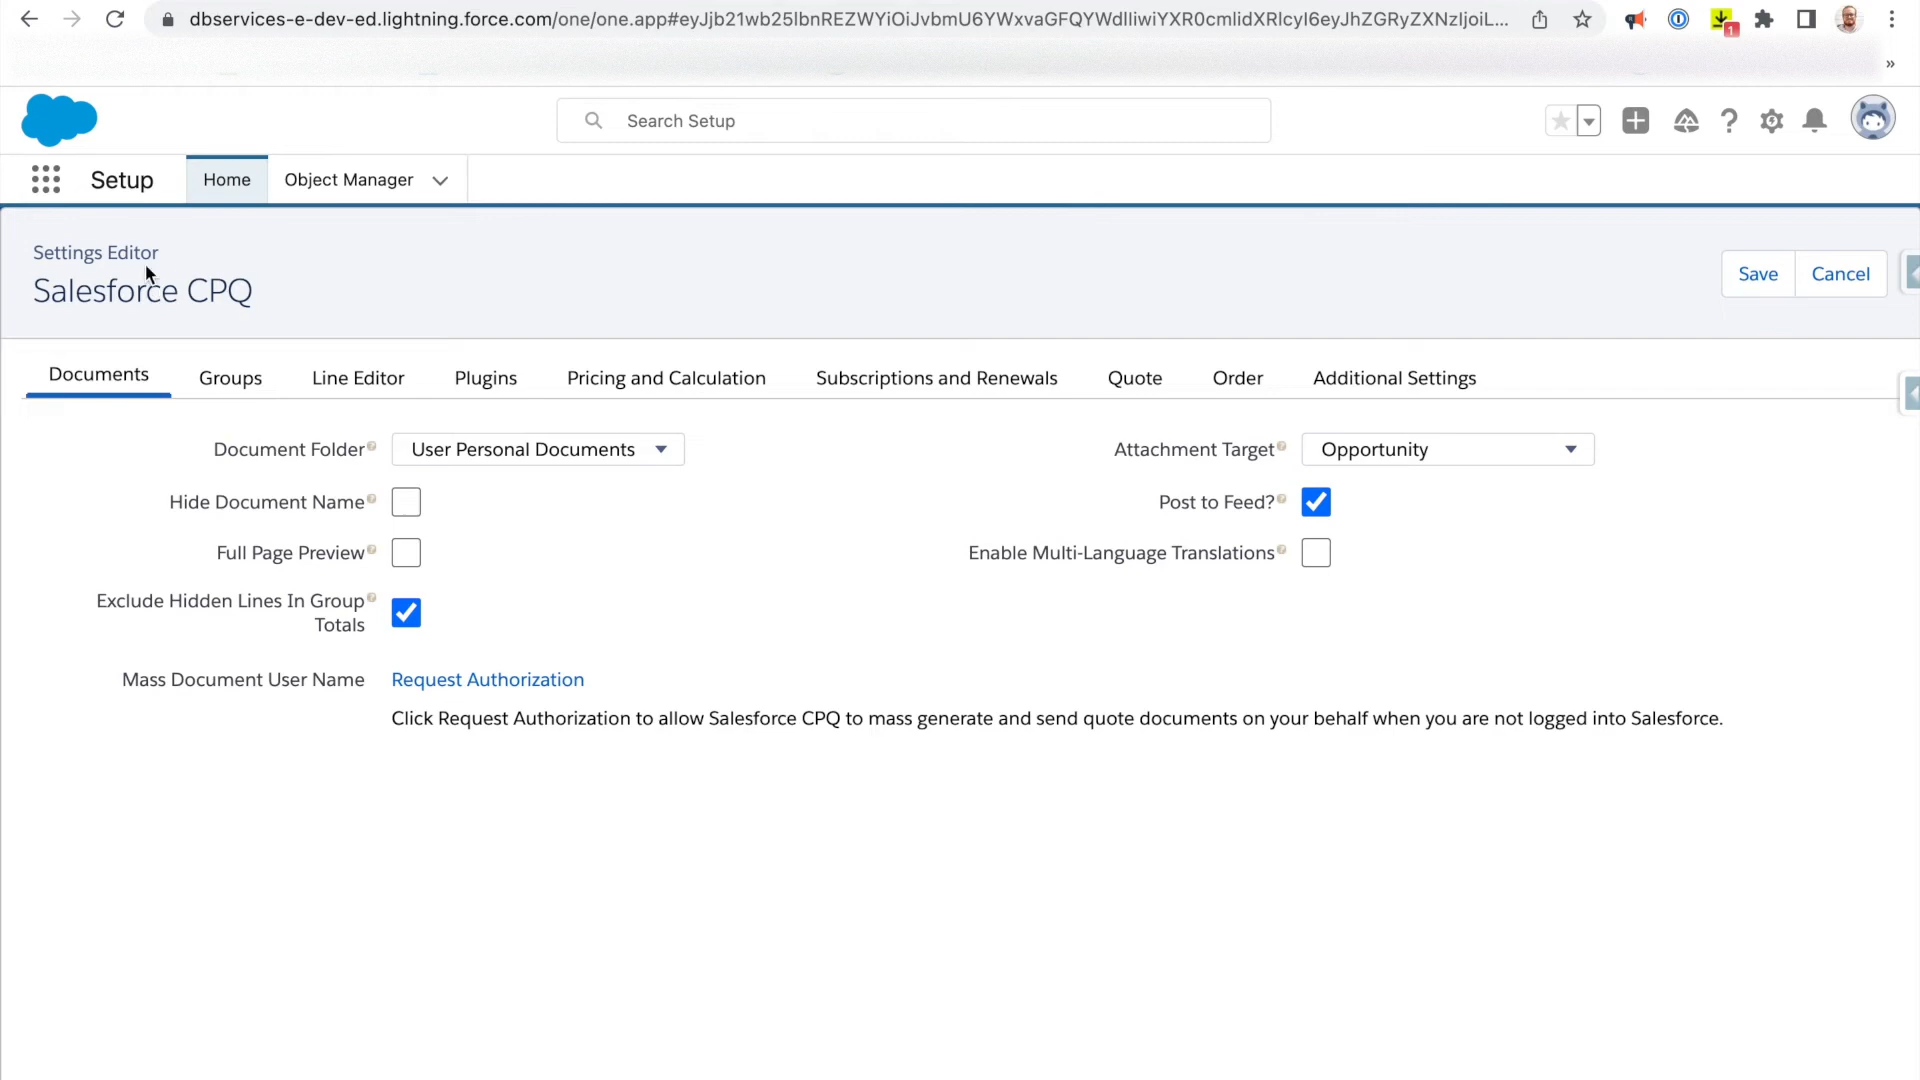 dbservices-e-dev-ed.lightning.force.com/one/one.app#eyJjb21wb25lbnREZWYiOiJvbmU6YWxvaGFQYWdlIiwiYXR0cmlidXRlcyI6eyJhZGRyZXNzIjoiL...
1
»
Search Setup
Setup
Home
Object Manager
Settings Editor
Salesforce CPQ
Save
Cancel
Documents
Groups
Line Editor
Plugins
Pricing and Calculation
Subscriptions and Renewals
Quote
Order
Additional Settings
Document Folder
User Personal Documents
Attachment Target
Opportunity
Hide Document Name
Post to Feed?
Full Page Preview
Enable Multi-Language Translations
Exclude Hidden Lines In Group
Totals
Mass Document User Name
Request Authorization
Click Request Authorization to allow Salesforce CPQ to mass generate and send quote documents on your behalf when you are not logged into Salesforce.